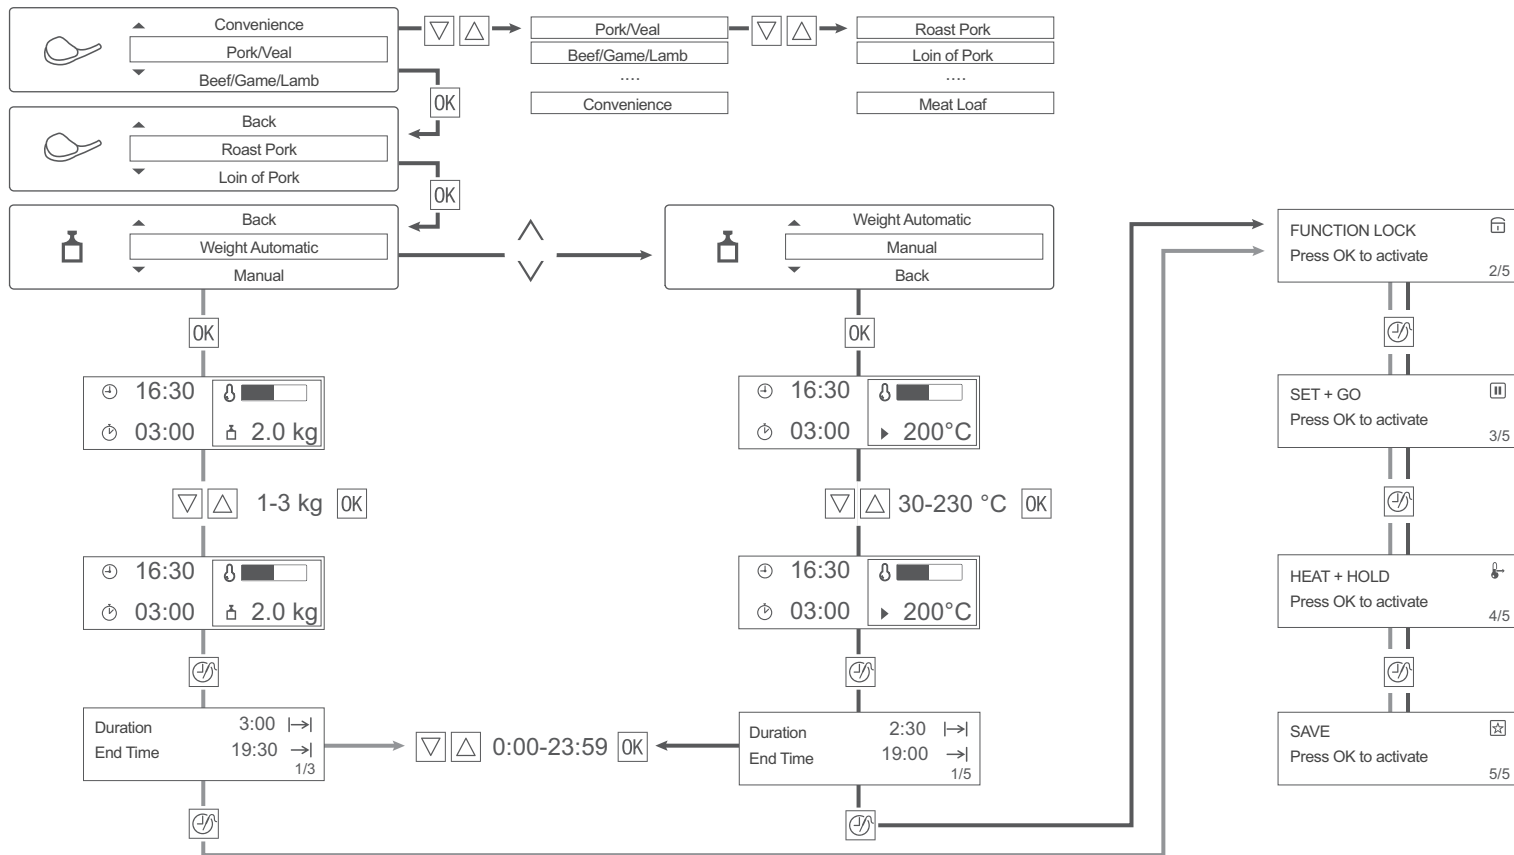 Convenience
Pork/Veal
Beef/Game/Lamb
Pork/Veal
Beef/Game/Lamb
....
Convenience
Roast Pork
Loin of Pork
....
Meat Loaf
OK
Back
Roast Pork
Loin of Pork
OK
Back
Weight Automatic
Manual
Weight Automatic
Manual
Back
OK
OK
16:30
03:00 2.0 kg
16:30
03:00 200°C
1-3 kg OK
30-230 °C OK
16:30
03:00 2.0 kg
16:30
03:00 200°C
Duration 3:00
End Time 19:30
1/3
0:00-23:59 OK
Duration 2:30
End Time 19:00
1/5
FUNCTION LOCK
Press OK to activate
2/5
SET + GO
Press OK to activate
3/5
HEAT + HOLD
Press OK to activate
4/5
SAVE
Press OK to activate
5/5